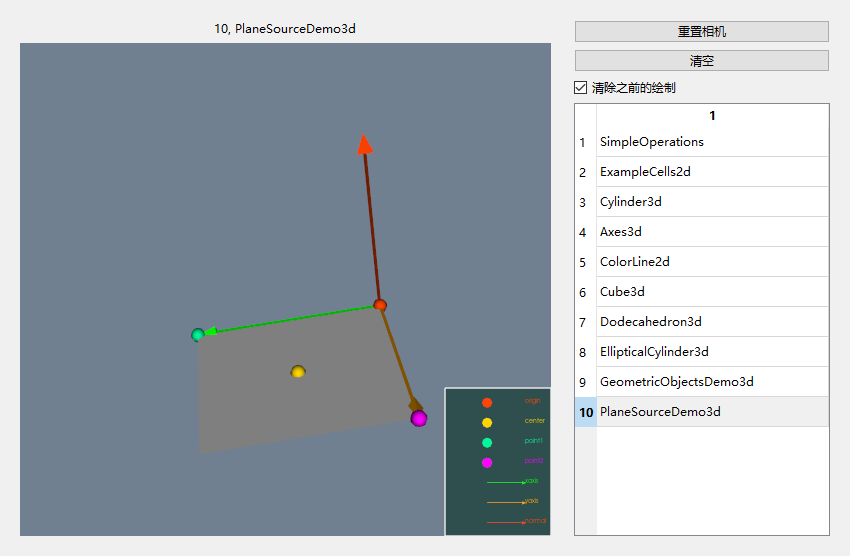 10, PlaneSourceDemo3d
重置相机
清空
清除之前的绘制
1
1 SimpleOperations
2 ExampleCells2d
3 Cylinder3d
4 Axes3d
5 ColorLine2d
6 Cube3d
7 Dodecahedron3d
8 EllipticalCylinder3d
9 GeometricObjectsDemo3d
10 PlaneSourceDemo3d
origin
center
point1
point2
xaxis
yaxis
normal